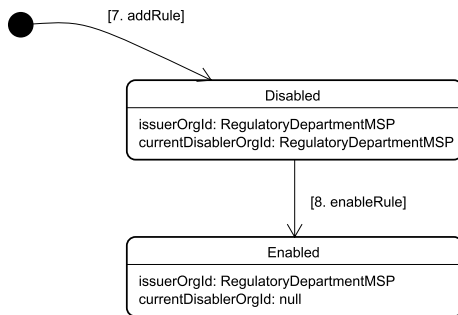 [7. addRule]
Disabled
issuerOrgId: RegulatoryDepartmentMSP
currentDisablerOrgId: RegulatoryDepartmentMSP
[8. enableRule]
Enabled
issuerOrgId: RegulatoryDepartmentMSP
currentDisablerOrgId: null